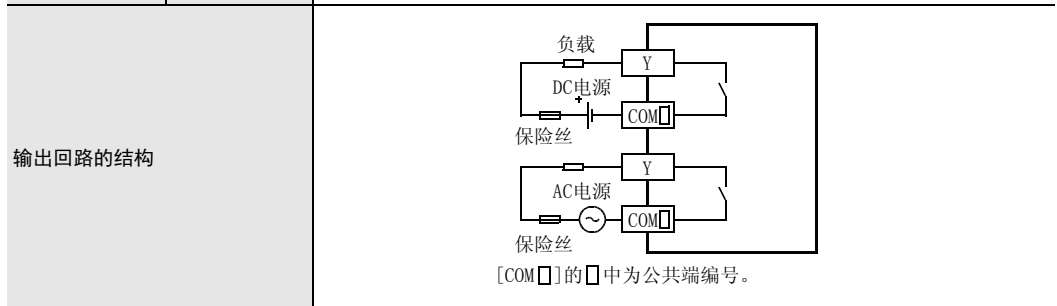 输出回路的结构
负载
Y
DC电源
+
COM□
保险丝
Y
AC电源
COM□
保险丝
[COM□]的□中为公共端编号。